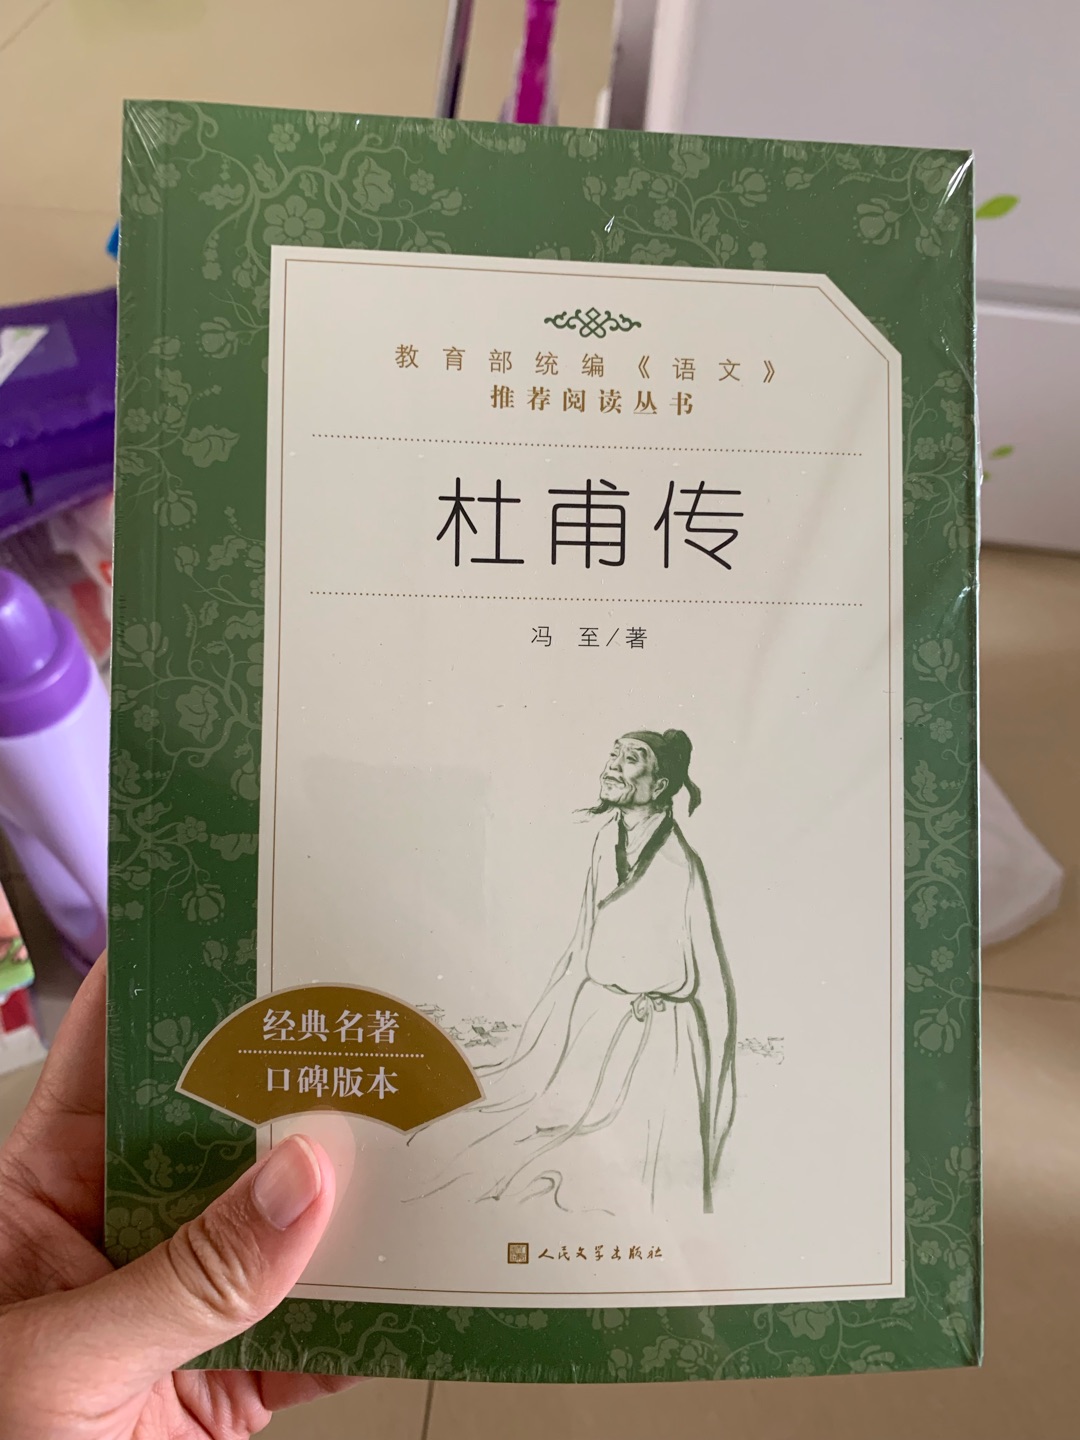 教育部统编《语文》
推荐阅读丛书
杜甫传
冯 至/著
经典名著
口碑版本
人民文学出版社